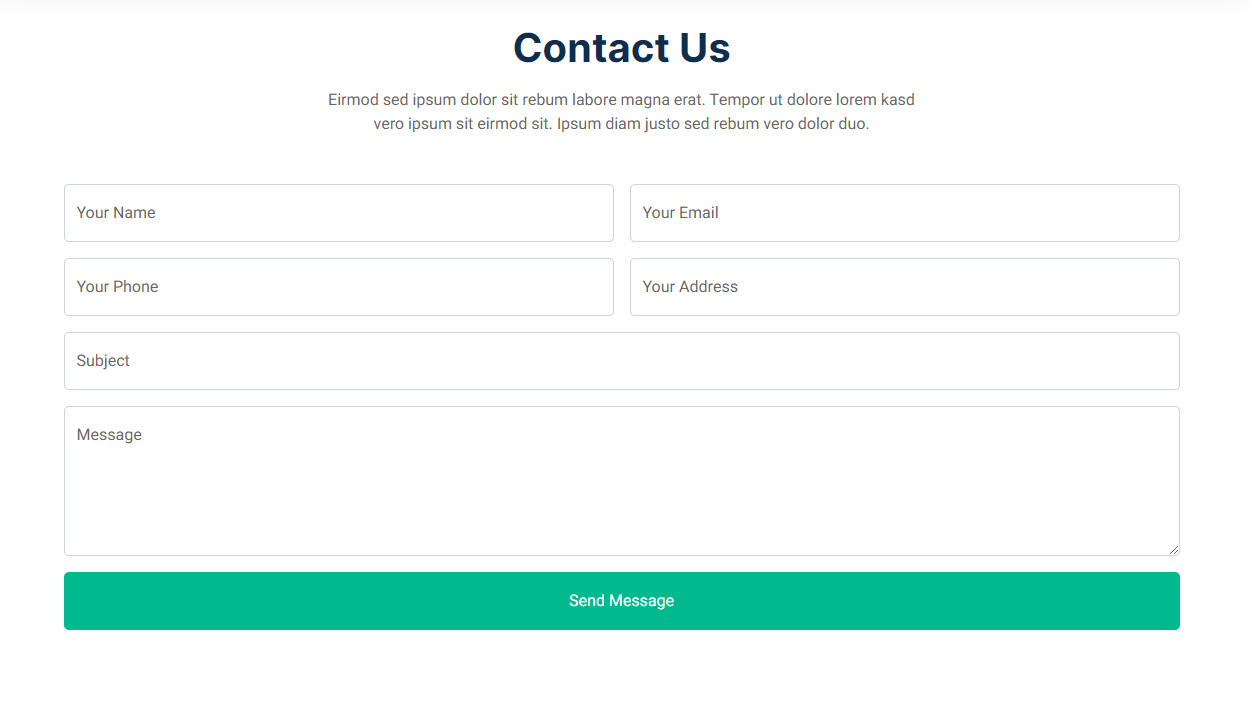 Contact Us
Eirmod sed ipsum dolor sit rebum labore magna erat. Tempor ut dolore lorem kasd
vero ipsum sit eirmod sit. Ipsum diam justo sed rebum vero dolor duo.
Your Name
Your Email
Your Phone
Your Address
Subject
Message
Send Message